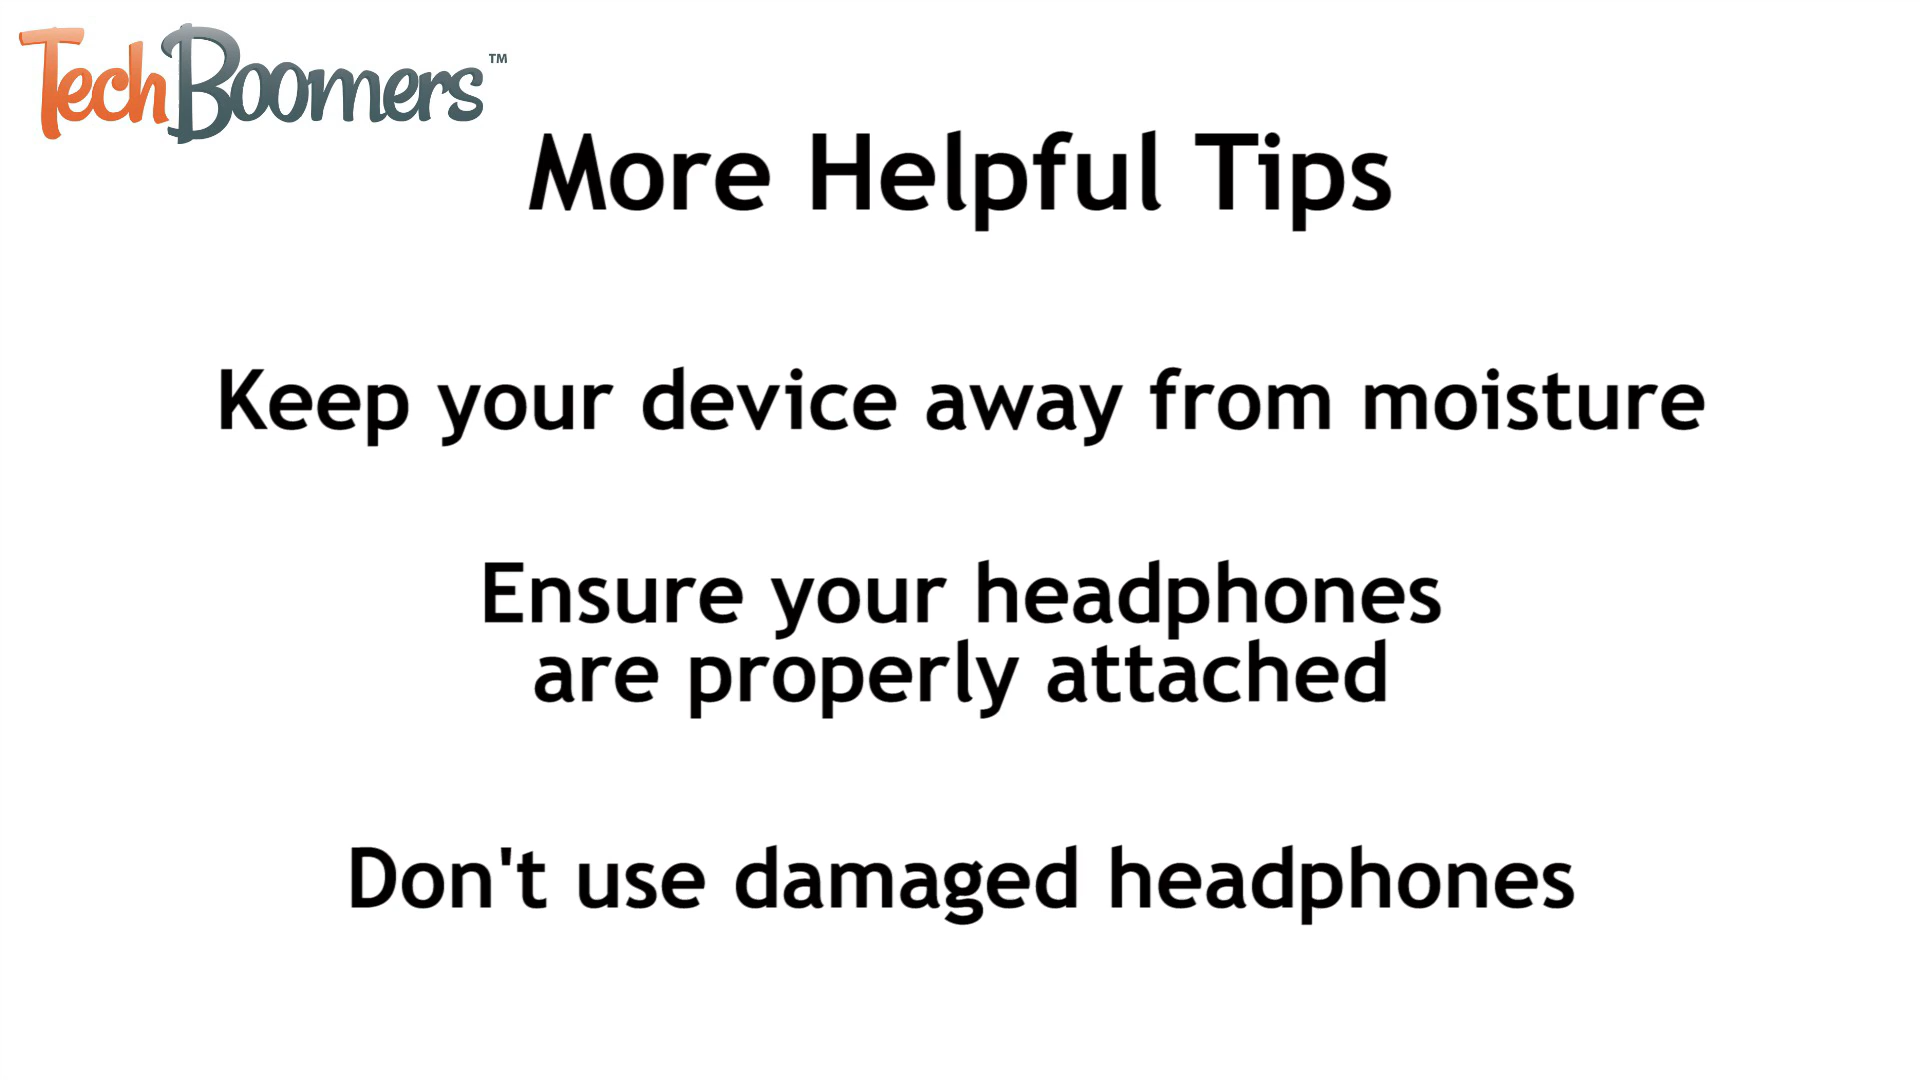 TechBoomers™
More Helpful Tips
Keep your device away from moisture
Ensure your headphones
are properly attached
Don't use damaged headphones